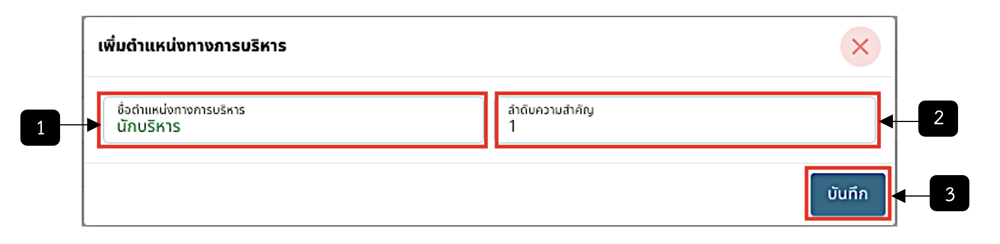 เพิ่มตำแหน่งทางการบริหาร
ชื่อตำแหน่งทางการบริหาร
นักบริหาร
1
ลำดับความสำคัญ
1
2
บันทึก
3